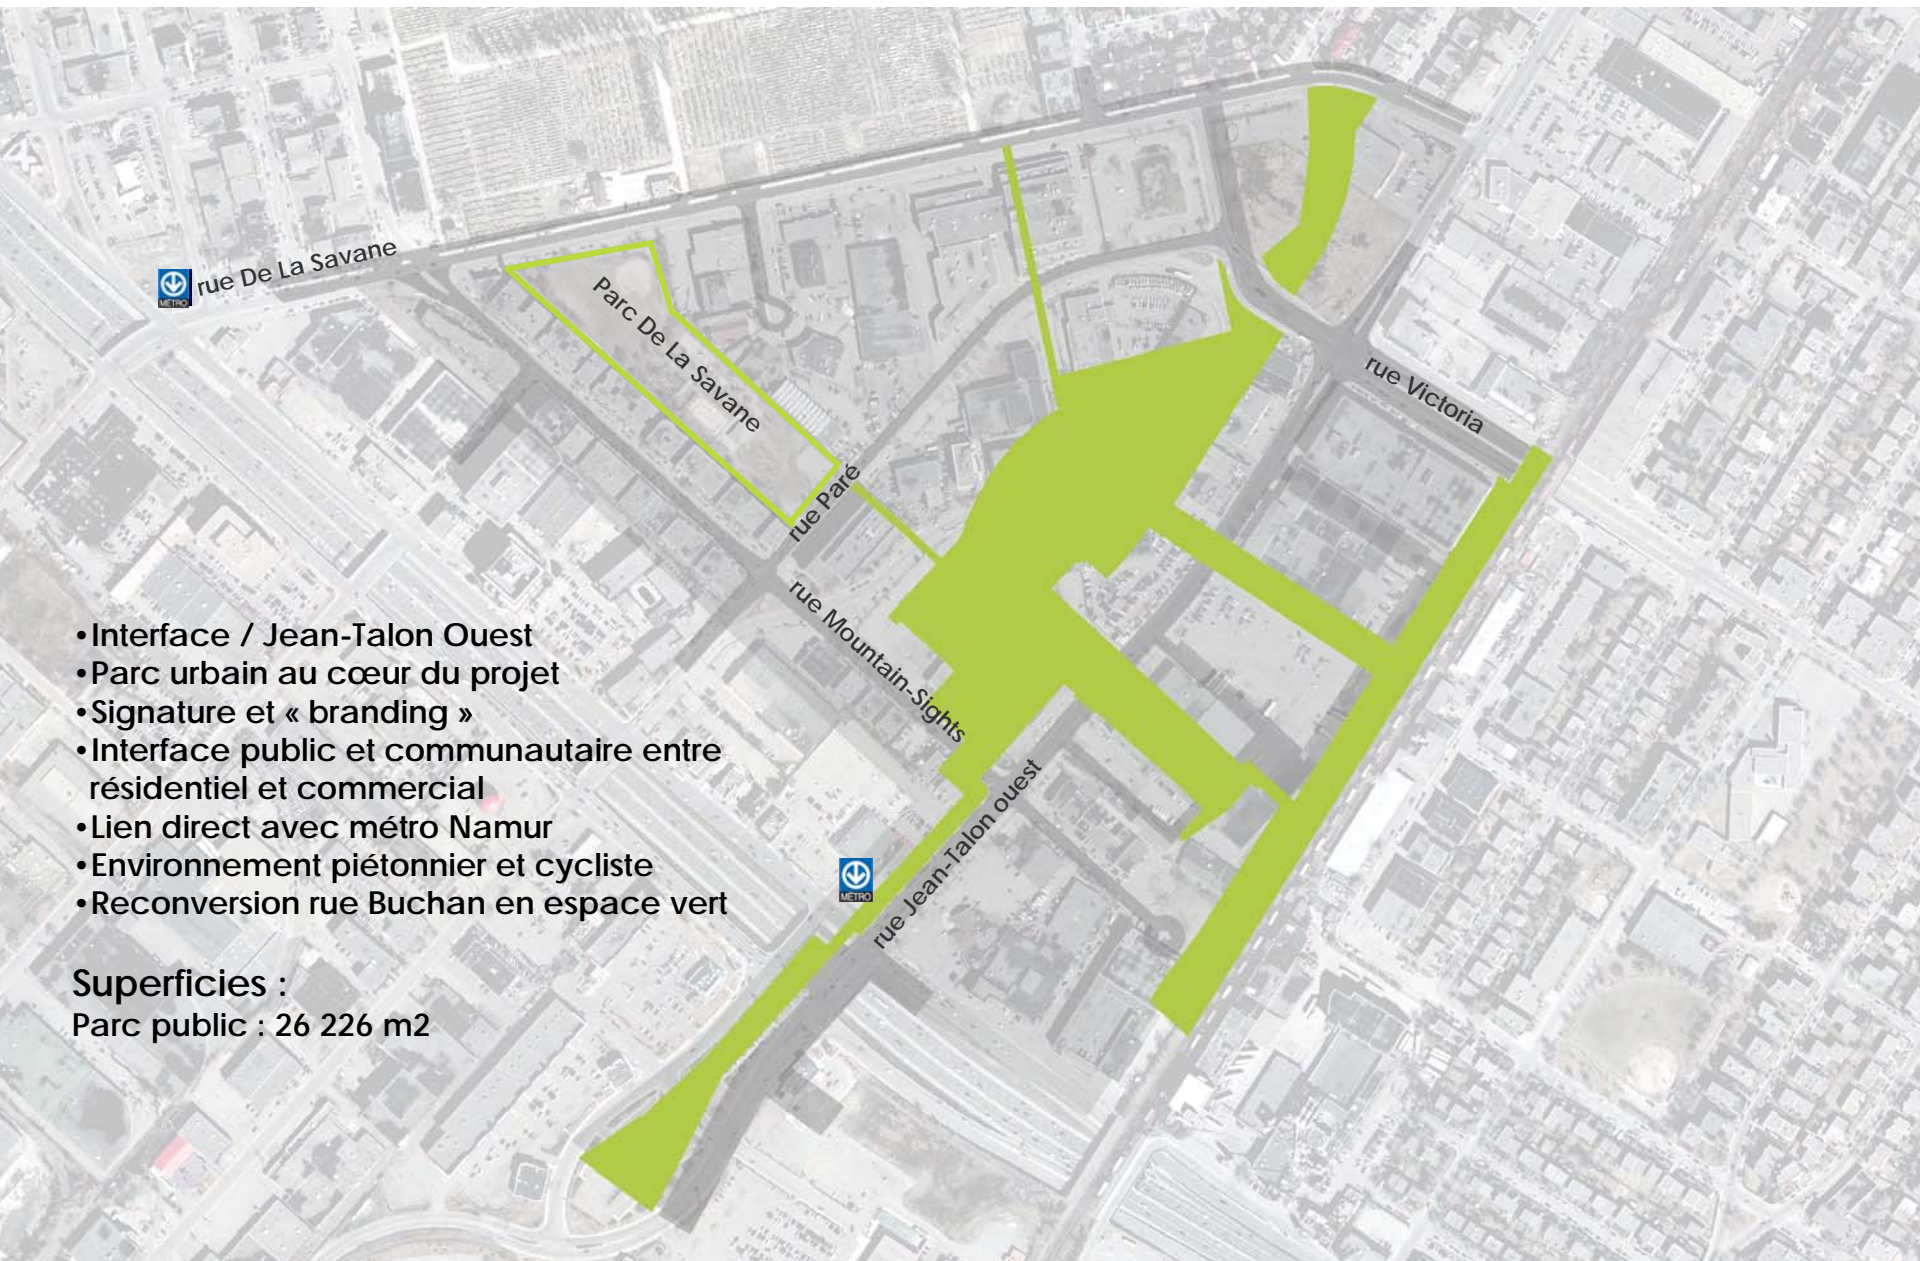 METRO
rue De La Savane
Parc De La Savane
rue Victoria
rue Paré
rue Mountain-Sights
•Interface / Jean-Talon Ouest
•Parc urbain au cœur du projet
•Signature et « branding »
•Interface public et communautaire entre
résidentiel et commercial
•Lien direct avec métro Namur
•Environnement piétonnier et cycliste
•Reconversion rue Buchan en espace vert
METRO
rue Jean-Talon ouest
Superficies :
Parc public : 26 226 m2